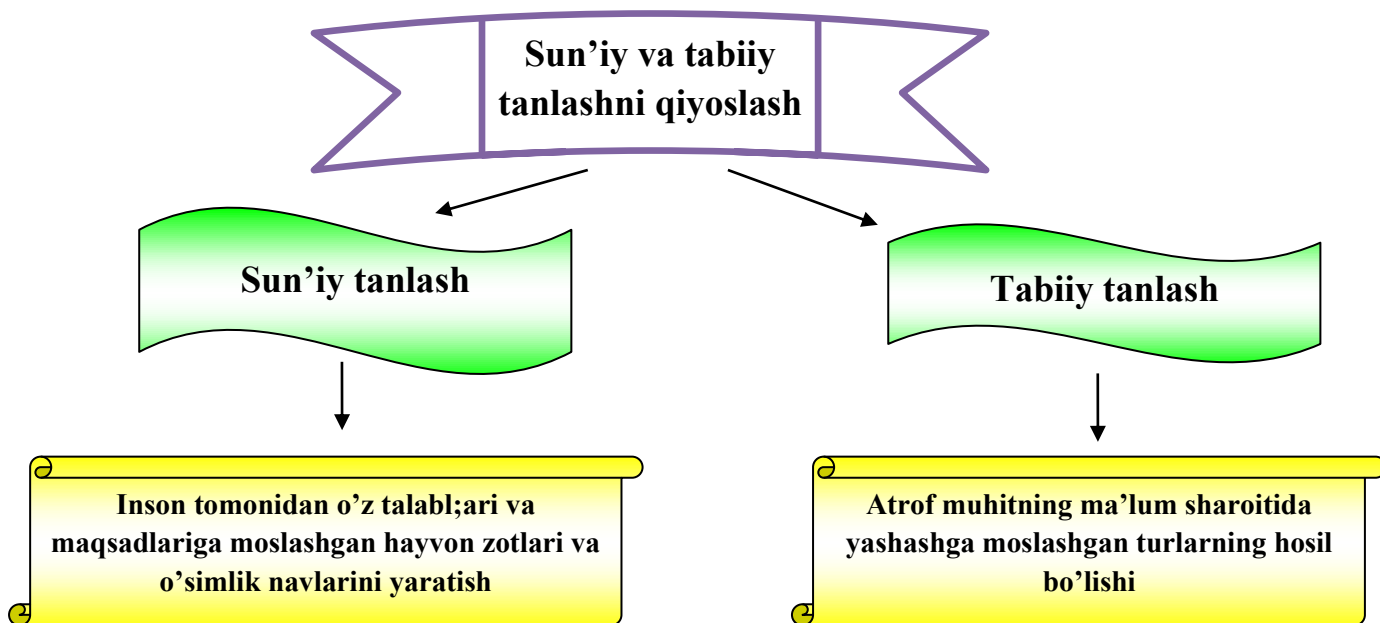 Sun’iy va tabiiy
tanlashni qiyoslash
Sun’iy tanlash
Tabiiy tanlash
Inson tomonidan o’z talabl;ari va
maqsadlariga moslashgan hayvon zotlari va
o’simlik navlarini yaratish
Atrof muhitning ma’lum sharoitida
yashashga moslashgan turlarning hosil
bo’lishi